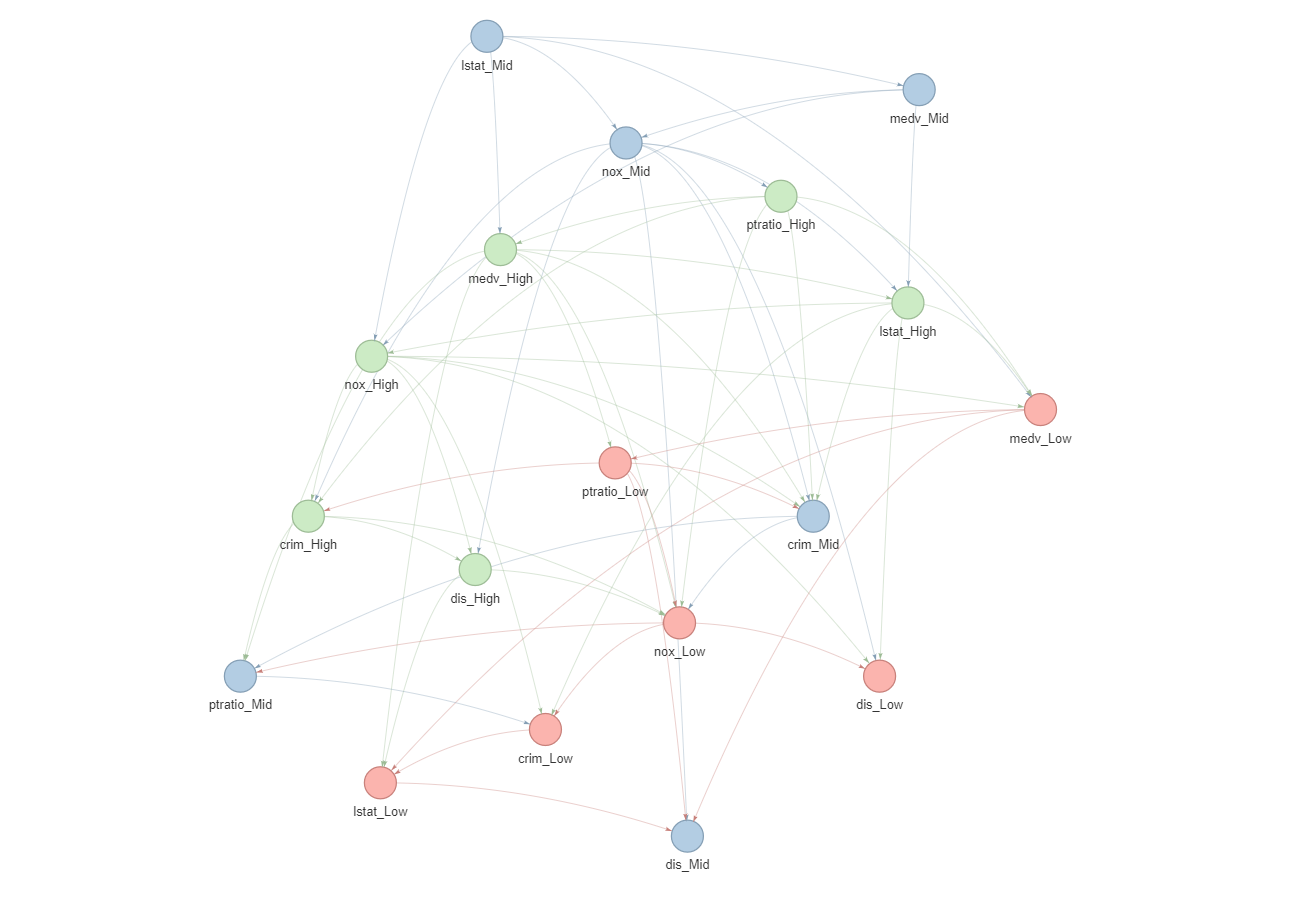 lstat_Mid
medv_Mid
nox_Mid
ptratio_High
medv_High
lstat_High
nox_High
medv_Low
ptratio_Low
crim_High
crim_Mid
dis_High
nox_Low
ptratio_Mid
dis_Low
crim_Low
lstat_Low
dis_Mid